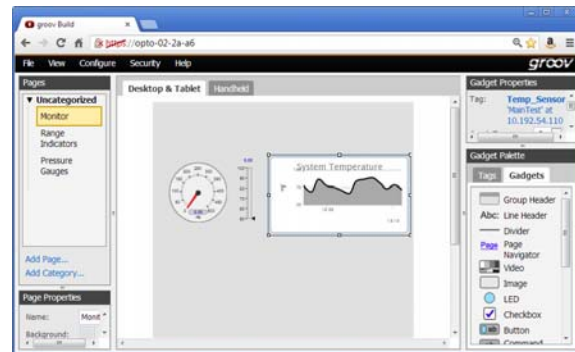 groov Build
https://opto-02-2a-a6
File View Configure Security Help
groov
Pages
Uncategorized
Monitor
Range
Indicators
Pressure
Gauges
Add Page...
Add Category...
Page Properties
Name: Monit
Background:
Desktop & Tablet Handheld
System Temperature
°F
Gadget Properties
Tag: Temp_Sensor
'MainTest' at
10.192.54.110
Gadget Palette
Tags Gadgets
Group Header
Abc: Line Header
Divider
Page Page
Navigator
Video
Image
LED
Checkbox
Button
Command